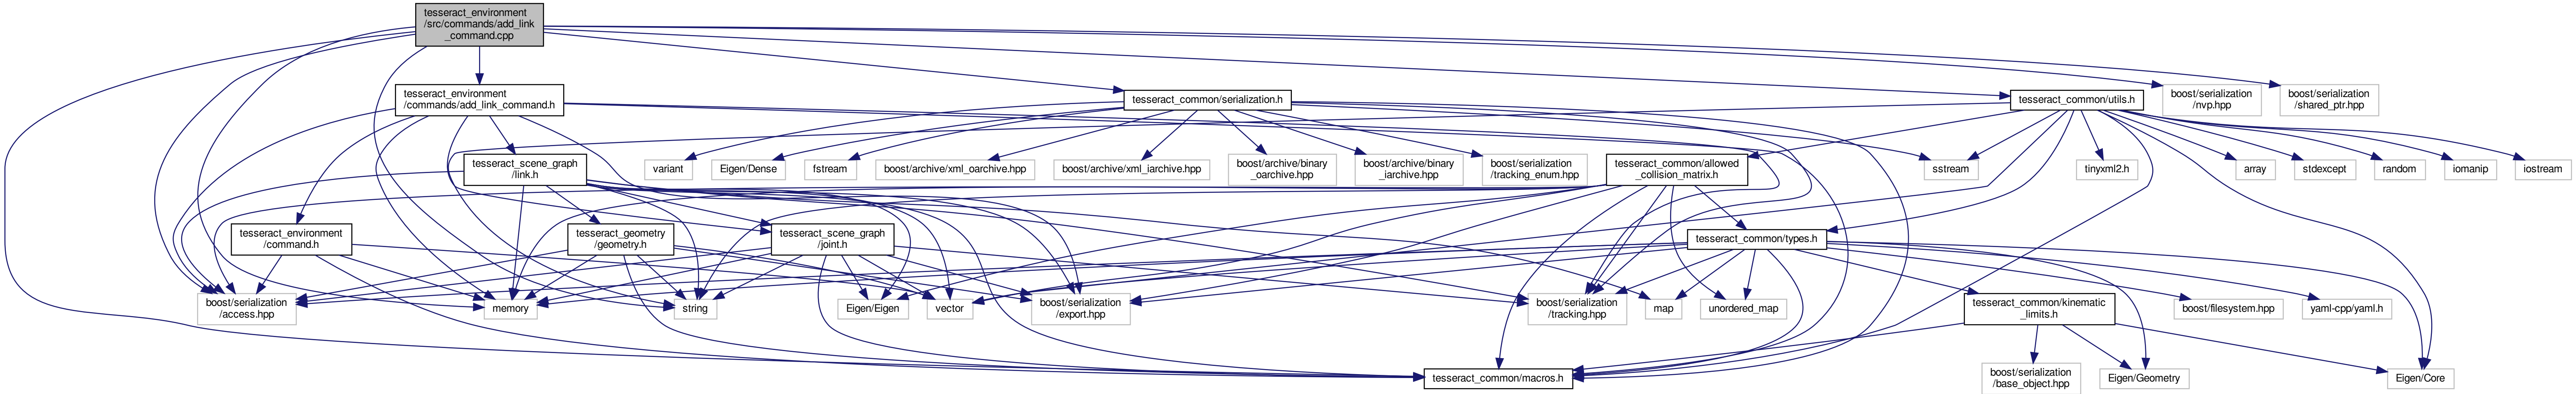 tesseract_environment
/src/commands/add_link
_command.cpp
tesseract_environment
/commands/add_link_command.h
tesseract_common/serialization.h
tesseract_common/utils.h
boost/serialization
/nvp.hpp
boost/serialization
/shared_ptr.hpp
tesseract_scene_graph
/link.h
variant
Eigen/Dense
fstream
boost/archive/xml_oarchive.hpp
boost/archive/xml_iarchive.hpp
boost/archive/binary
_oarchive.hpp
boost/archive/binary
_iarchive.hpp
boost/serialization
/tracking_enum.hpp
tesseract_common/allowed
_collision_matrix.h
sstream
tinyxml2.h
array
stdexcept
random
iomanip
iostream
tesseract_environment
/command.h
tesseract_geometry
/geometry.h
tesseract_scene_graph
/joint.h
tesseract_common/types.h
boost/serialization
/access.hpp
memory
string
Eigen/Eigen
vector
boost/serialization
/export.hpp
boost/serialization
/tracking.hpp
map
unordered_map
tesseract_common/kinematic
_limits.h
boost/filesystem.hpp
yaml-cpp/yaml.h
tesseract_common/macros.h
boost/serialization
/base_object.hpp
Eigen/Geometry
Eigen/Core